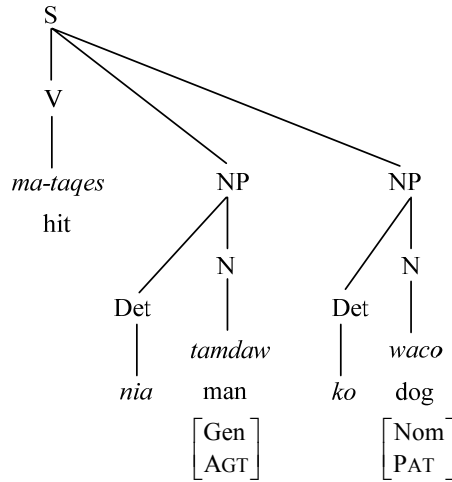 S
V
ma-taqes
hit
NP
NP
Det
N
Det
N
nia
tamdaw
man
ko
waco
dog
[Gen
AGT]
[Nom
PAT]